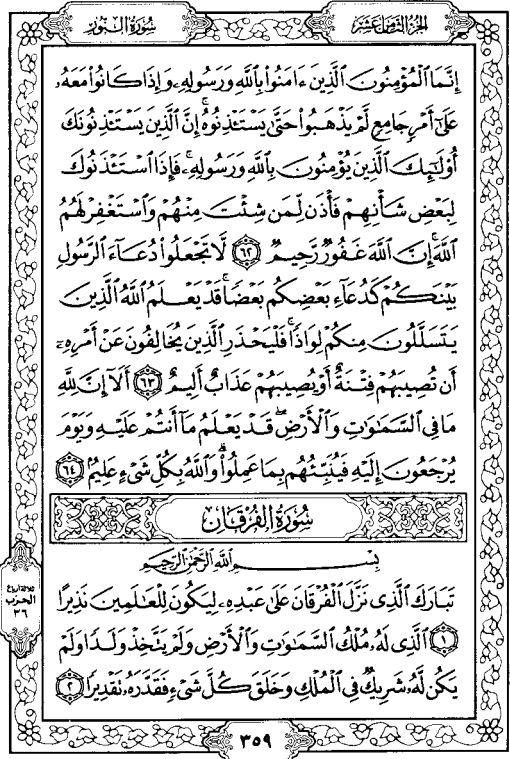 الجزء الثامن عشر
سورة النور
إِنَّمَا ٱلْمُؤْمِنُونَ ٱلَّذِينَ ءَامَنُوا۟ بِٱللَّهِ وَرَسُولِهِۦ وَإِذَا كَانُوا۟ مَعَهُۥ
عَلَىٰٓ أَمْرٍ جَامِعٍ لَّمْ يَذْهَبُوا۟ حَتَّىٰ يَسْتَـْٔذِنُوهُ ۚ إِنَّ ٱلَّذِينَ يَسْتَـْٔذِنُونَكَ
أُو۟لَـٰٓئِكَ ٱلَّذِينَ يُؤْمِنُونَ بِٱللَّهِ وَرَسُولِهِۦ ۚ فَإِذَا ٱسْتَـْٔذَنُوكَ
لِبَعْضِ شَأْنِهِمْ فَأْذَن لِّمَن شِئْتَ مِنْهُمْ وَٱسْتَغْفِرْ لَهُمُ
ٱللَّهَ ۚ إِنَّ ٱللَّهَ غَفُورٌ رَّحِيمٌ ٦٢ لَّا تَجْعَلُوا۟ دُعَآءَ ٱلرَّسُولِ
بَيْنَكُمْ كَدُعَآءِ بَعْضِكُم بَعْضًا ۚ قَدْ يَعْلَمُ ٱللَّهُ ٱلَّذِينَ
يَتَسَلَّلُونَ مِنكُمْ لِوَاذًا ۚ فَلْيَحْذَرِ ٱلَّذِينَ يُخَالِفُونَ عَنْ أَمْرِهِۦٓ
أَن تُصِيبَهُمْ فِتْنَةٌ أَوْ يُصِيبَهُمْ عَذَابٌ أَلِيمٌ ٦٣ أَلَآ إِنَّ لِلَّهِ
مَا فِى ٱلسَّمَـٰوَٰتِ وَٱلْأَرْضِ ۖ قَدْ يَعْلَمُ مَآ أَنتُمْ عَلَيْهِ وَيَوْمَ
يُرْجَعُونَ إِلَيْهِ فَيُنَبِّئُهُم بِمَا عَمِلُوا۟ ۗ وَٱللَّهُ بِكُلِّ شَىْءٍ عَلِيمٌ ٦٤
سُورَةُ الْفُرْقَانِ
بِسْمِ ٱللَّهِ ٱلرَّحْمَـٰنِ ٱلرَّحِيمِ
تَبَارَكَ ٱلَّذِى نَزَّلَ ٱلْفُرْقَانَ عَلَىٰ عَبْدِهِۦ لِيَكُونَ لِلْعَـٰلَمِينَ نَذِيرًا
١ ٱلَّذِى لَهُۥ مُلْكُ ٱلسَّمَـٰوَٰتِ وَٱلْأَرْضِ وَلَمْ يَتَّخِذْ وَلَدًا وَلَمْ
يَكُن لَّهُۥ شَرِيكٌ فِى ٱلْمُلْكِ وَخَلَقَ كُلَّ شَىْءٍ فَقَدَّرَهُۥ تَقْدِيرًا ٢
ثلاثة أرباع
الحزب
٣٦
٣٥٩